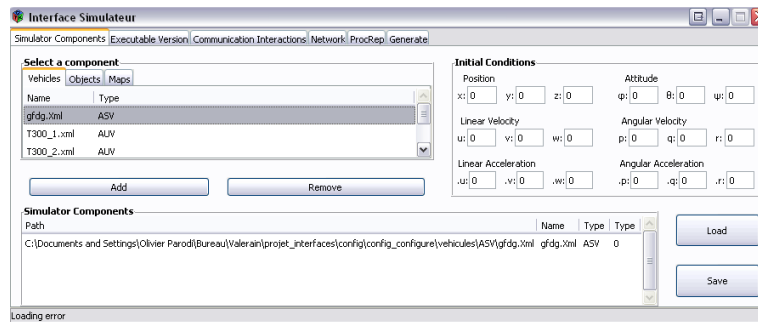 Interface Simulateur
Simulator Components Executable Version Communication Interactions Network ProcRep Generate
Select a component
Vehicles Objects Maps
Name Type
gfdg.Xml ASV
T300_1.xml AUV
T300_2.xml AUV
Add Remove
Initial Conditions
Position Attitude
x: 0 y: 0 z: 0 φ: 0 θ: 0 ψ: 0
Linear Velocity Angular Velocity
u: 0 v: 0 w: 0 p: 0 q: 0 r: 0
Linear Acceleration Angular Acceleration
.u: 0 .v: 0 .w: 0 .p: 0 .q: 0 .r: 0
Simulator Components
Path Name Type Type
C:\Documents and Settings\Olivier Parodi\Bureau\Valerain\projet_interfaces\config\config_configure\vehicules\ASV\gfdg.Xml gfdg.Xml ASV 0
Load
Save
Loading error